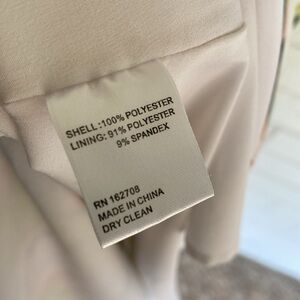 SHELL:100% POLYESTER
LINING: 91% POLYESTER
9% SPANDEX
RN 162708
MADE IN CHINA
DRY CLEAN